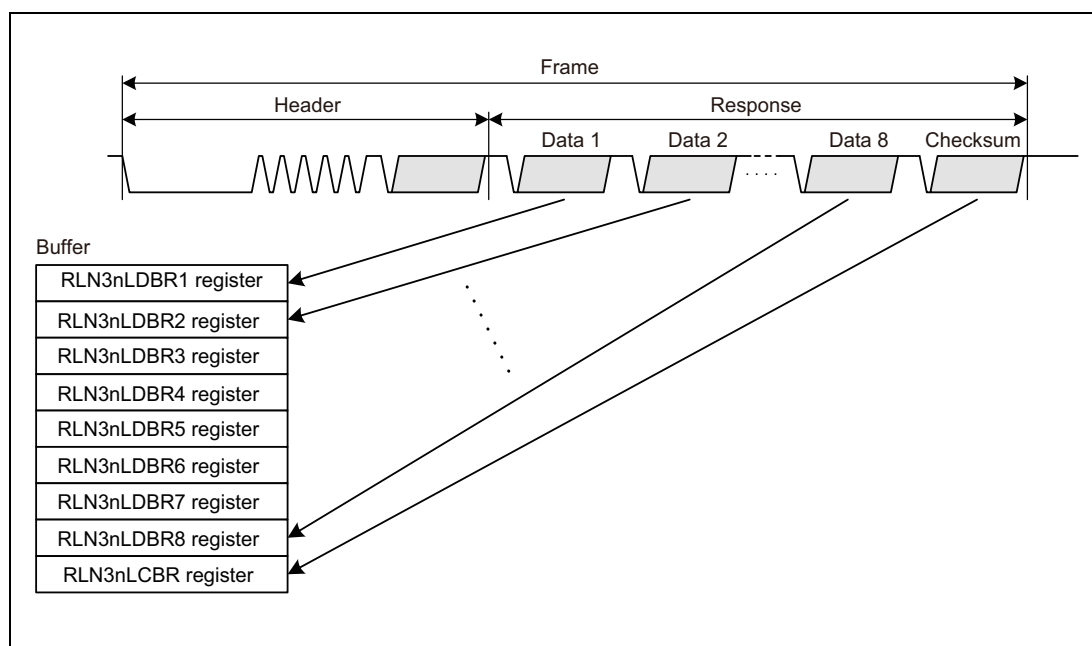 Frame
Header Response
Data 1 Data 2 Data 8 Checksum
Buffer
RLN3nLDBR1 register
RLN3nLDBR2 register
RLN3nLDBR3 register
RLN3nLDBR4 register
RLN3nLDBR5 register
RLN3nLDBR6 register
RLN3nLDBR7 register
RLN3nLDBR8 register
RLN3nLCBR register